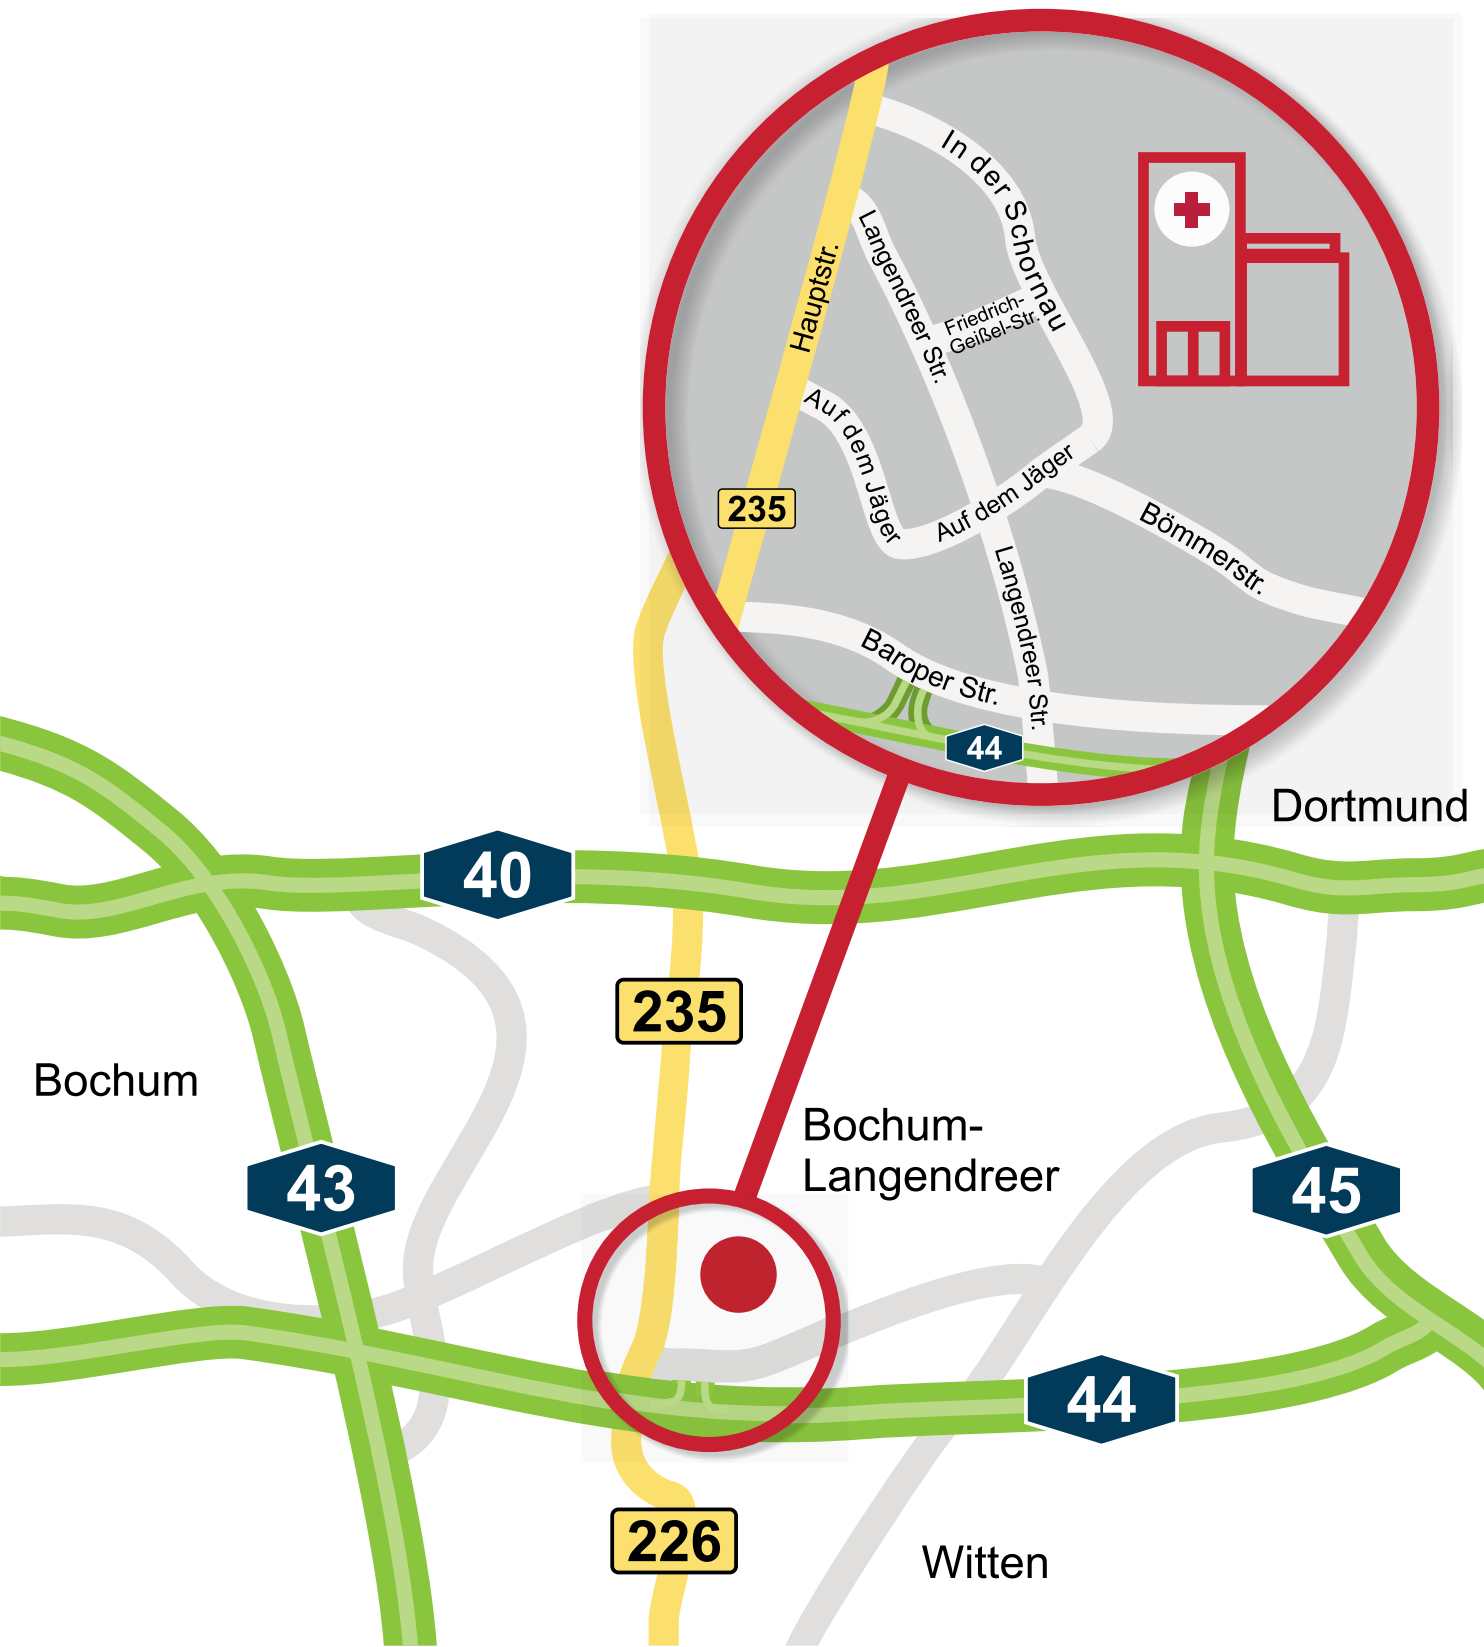 In der Schornau
Langendreer Str.
Hauptstr.
Friedrich-
Geißel-Str.
Auf dem Jäger
Auf dem Jäger
235
Bömmerstr.
Langendreer Str.
Baroper Str.
44
Dortmund
40
235
Bochum
Bochum-
Langendreer
43
45
44
226
Witten